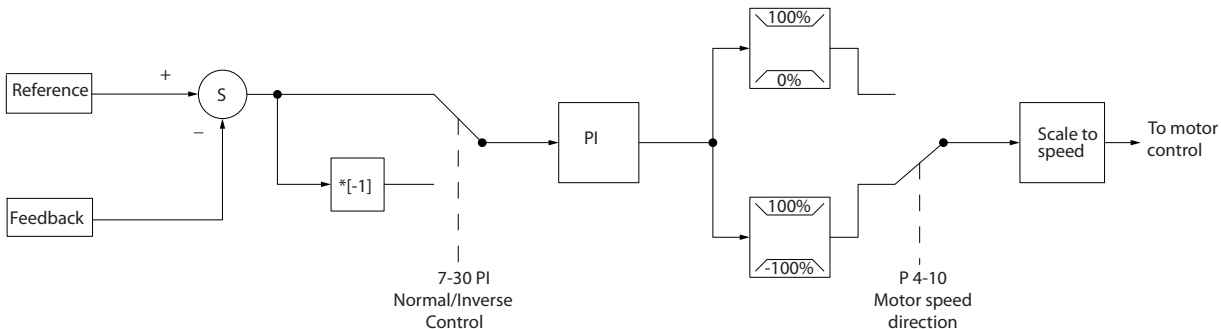 Reference
+
S
_
Feedback
*[-1]
7-30 PI
Normal/Inverse
Control
PI
100%
0%
100%
-100%
P 4-10
Motor speed
direction
Scale to
speed
To motor
control